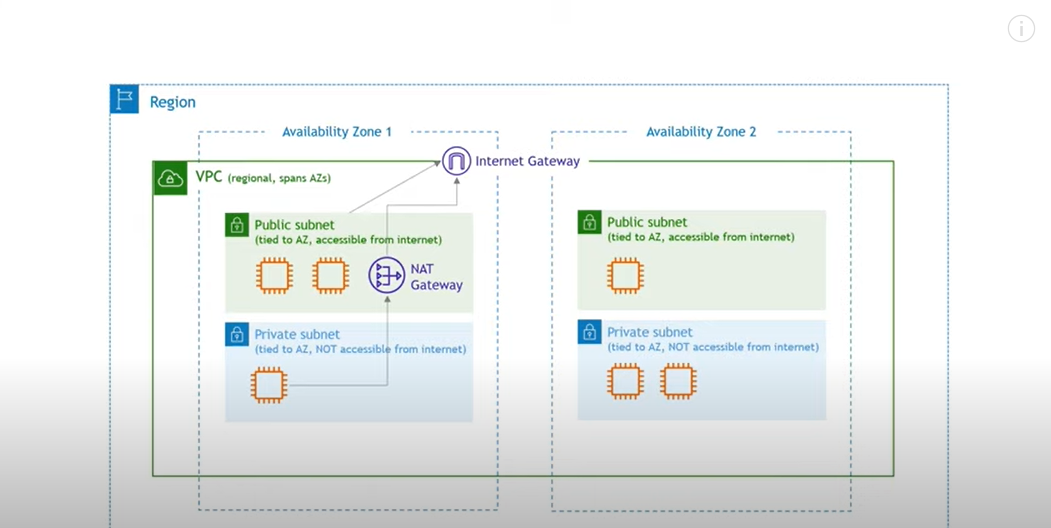 Region
Availability Zone 1
Availability Zone 2
Internet Gateway
VPC (regional, spans AZs)
Public subnet
(tied to AZ, accessible from internet)
NAT
Gateway
Private subnet
(tied to AZ, NOT accessible from internet)
Public subnet
(tied to AZ, accessible from internet)
Private subnet
(tied to AZ, NOT accessible from internet)